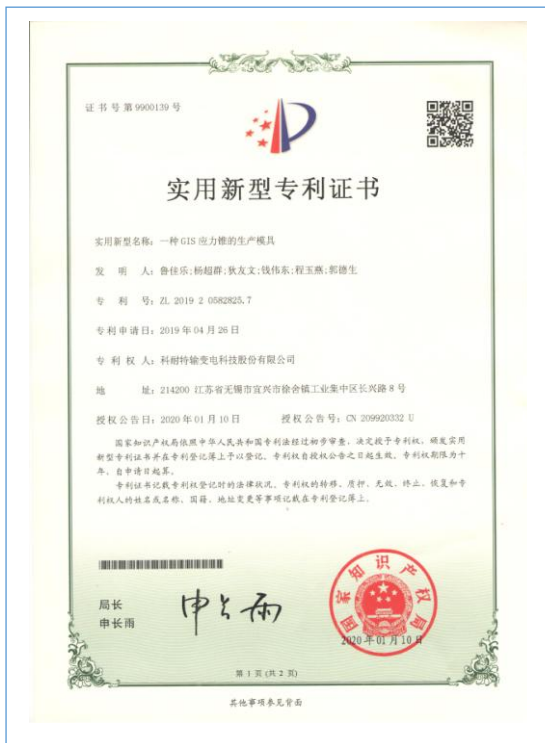 证书号第9900139号
实用新型专利证书
实用新型名称：一种GIS应力锥的生产模具
发明人：鲁佳乐;杨超群;狄友文;钱伟东;程玉燕;郭德生
专利号：ZL 2019 2 0582825.7
专利申请日：2019年04月26日
专利权人：科耐特输变电科技股份有限公司
地址：214200 江苏省无锡市宜兴市徐舍镇工业集中区长兴路8号
授权公告日：2020年01月10日 授权公告号：CN 209920332 U
国家知识产权局依照中华人民共和国专利法经过初步审查，决定授予专利权，颁发实用
新型专利证书并在专利登记簿上予以登记。专利权自授权公告之日起生效。专利权期限为十
年，自申请日起算。
专利证书记载专利权登记时的法律状况。专利权的转移、质押、无效、终止、恢复和专
利权人的姓名或名称、国籍、地址变更等事项记载在专利登记簿上。
局长
申长雨
申长雨
国家知识产权局
2020年01月10日
第1页(共2页)
其他事项参见背面